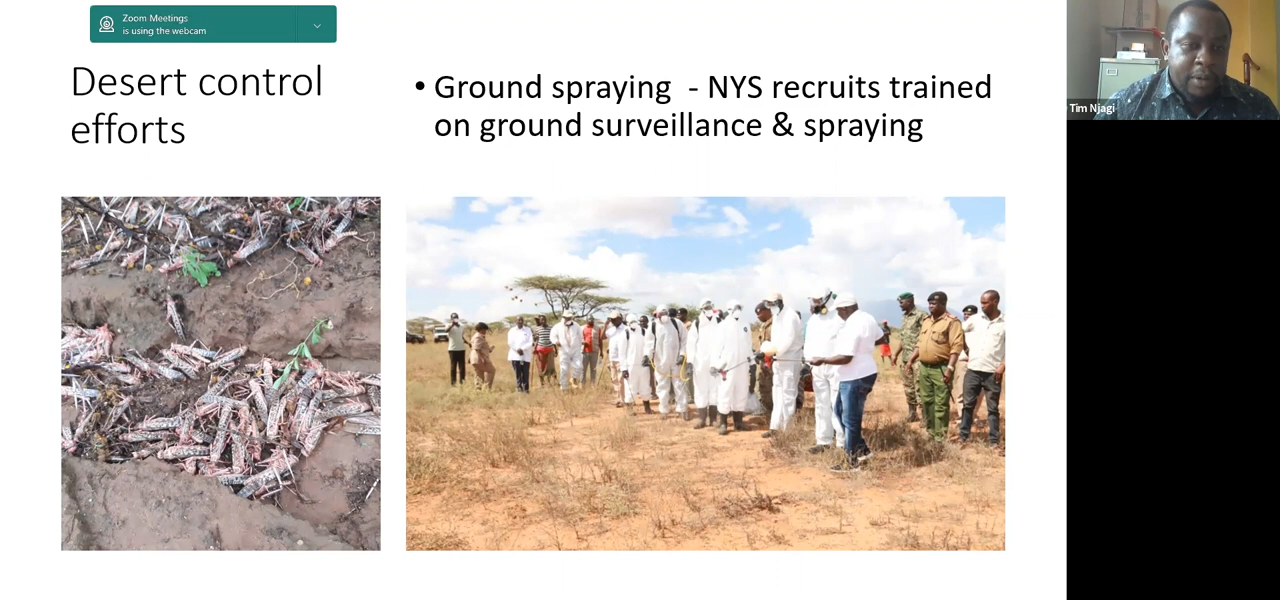 Zoom Meetings
is using the webcam
Desert control
efforts
• Ground spraying - NYS recruits trained
on ground surveillance & spraying
Tim Njagi